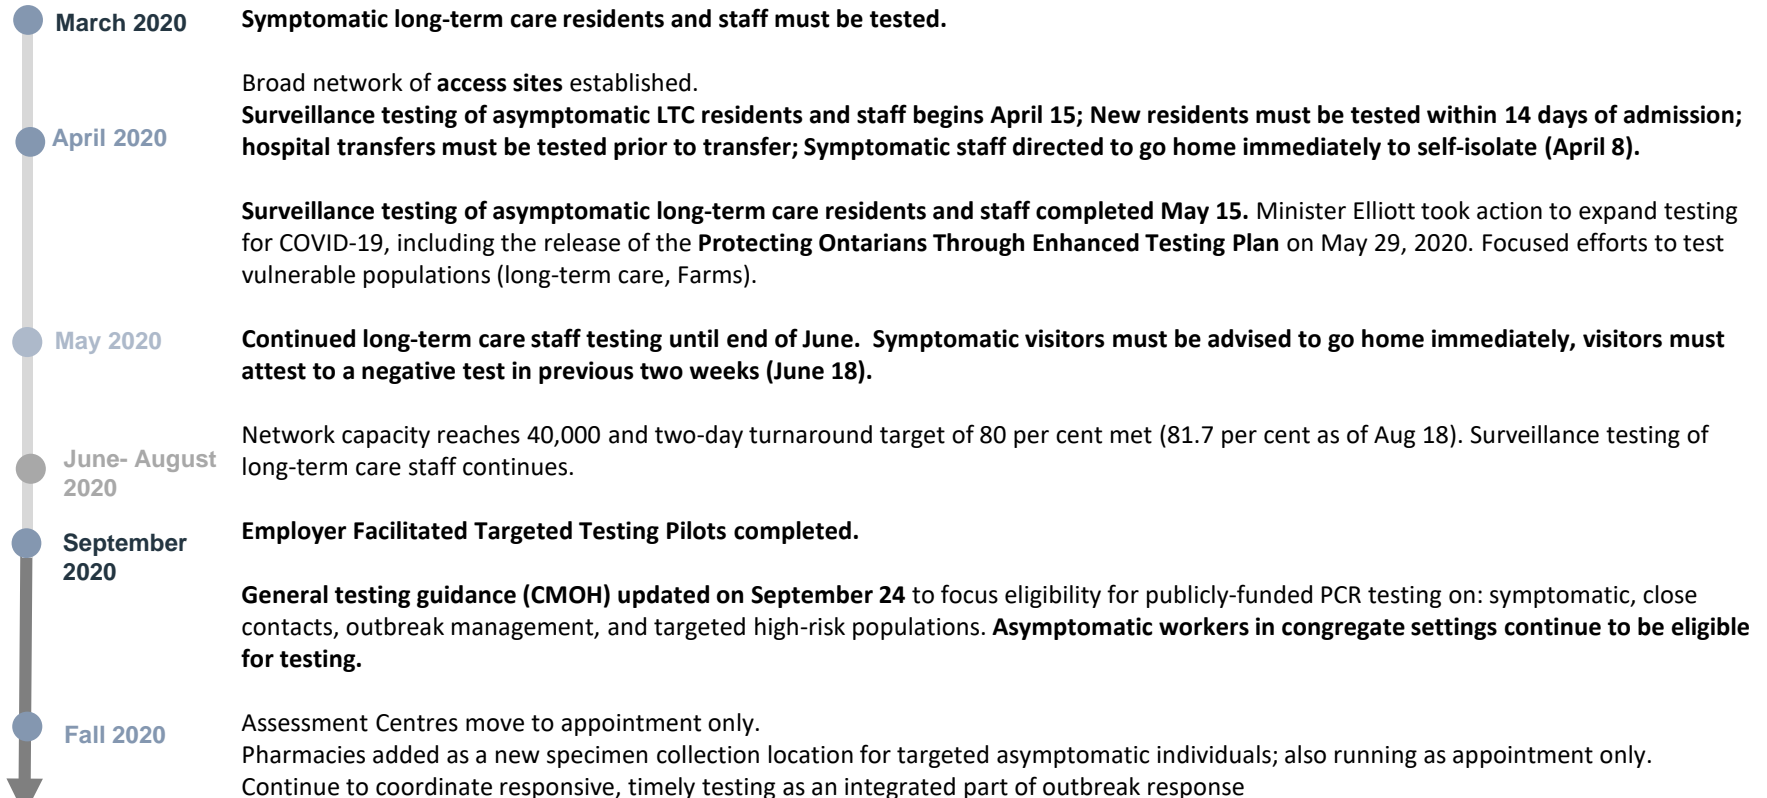 March 2020
Symptomatic long-term care residents and staff must be tested.
Broad network of access sites established.
April 2020
Surveillance testing of asymptomatic LTC residents and staff begins April 15; New residents must be tested within 14 days of admission;
hospital transfers must be tested prior to transfer; Symptomatic staff directed to go home immediately to self-isolate (April 8).
Surveillance testing of asymptomatic long-term care residents and staff completed May 15. Minister Elliott took action to expand testing
for COVID-19, including the release of the Protecting Ontarians Through Enhanced Testing Plan on May 29, 2020. Focused efforts to test
vulnerable populations (long-term care, Farms).
May 2020
Continued long-term care staff testing until end of June.  Symptomatic visitors must be advised to go home immediately, visitors must
attest to a negative test in previous two weeks (June 18).
June- August
2020
Network capacity reaches 40,000 and two-day turnaround target of 80 per cent met (81.7 per cent as of Aug 18). Surveillance testing of
long-term care staff continues.
September
2020
Employer Facilitated Targeted Testing Pilots completed.
General testing guidance (CMOH) updated on September 24 to focus eligibility for publicly-funded PCR testing on: symptomatic, close
contacts, outbreak management, and targeted high-risk populations. Asymptomatic workers in congregate settings continue to be eligible
for testing.
Fall 2020
Assessment Centres move to appointment only.
Pharmacies added as a new specimen collection location for targeted asymptomatic individuals; also running as appointment only.
Continue to coordinate responsive, timely testing as an integrated part of outbreak response